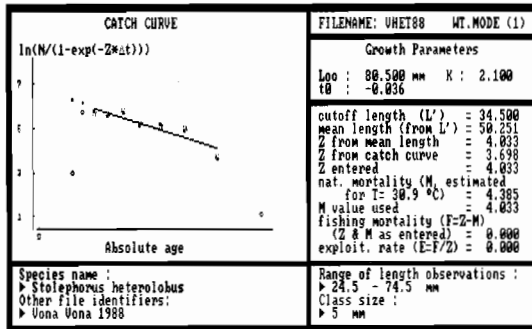 CATCH CURVE
ln(N/(1-exp(-Z*Δt)))
7
5
3
1
Absolute age
FILENAME: VHET88 WT.MODE (1)
Growth Parameters
Loo : 80.500 mm K : 2.100
t0 : -0.036
cutoff length (L') = 34.500
mean length (from L') = 50.251
Z from mean length = 4.033
Z from catch curve = 3.698
Z entered = 4.033
nat. mortality (M, estimated
for T= 30.9 °C) = 4.385
M value used = 4.033
fishing mortality (F=Z-M)
(Z & M as entered) = 0.000
exploit. rate (E=F/Z) = 0.000
Species name :
▶ Stolephorus heterolobus
Other file identifiers:
▶ Vona Vona 1988
Range of length observations :
▶ 24.5 - 74.5 mm
Class size :
▶ 5 mm